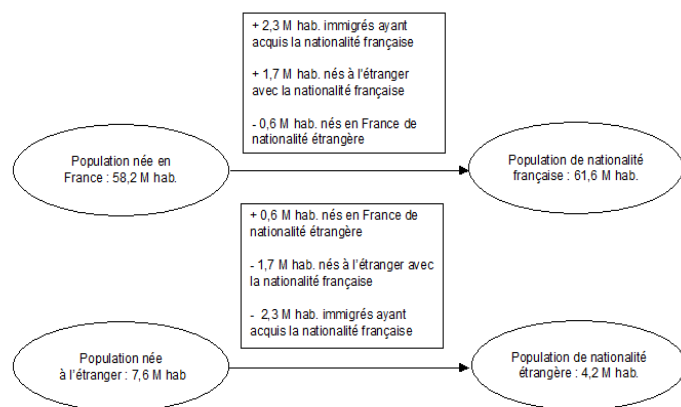 + 2,3 M hab. immigrés ayant
acquis la nationalité française
+ 1,7 M hab. nés à l'étranger
avec la nationalité française
- 0,6 M hab. nés en France de
nationalité étrangère
Population née en
France : 58,2 M hab.
Population de nationalité
française : 61,6 M hab.
+ 0,6 M hab. nés en France de
nationalité étrangère
- 1,7 M hab. nés à l'étranger avec
la nationalité française
- 2,3 M hab. immigrés ayant
acquis la nationalité française
Population née
à l'étranger : 7,6 M hab
Population de nationalité
étrangère : 4,2 M hab.